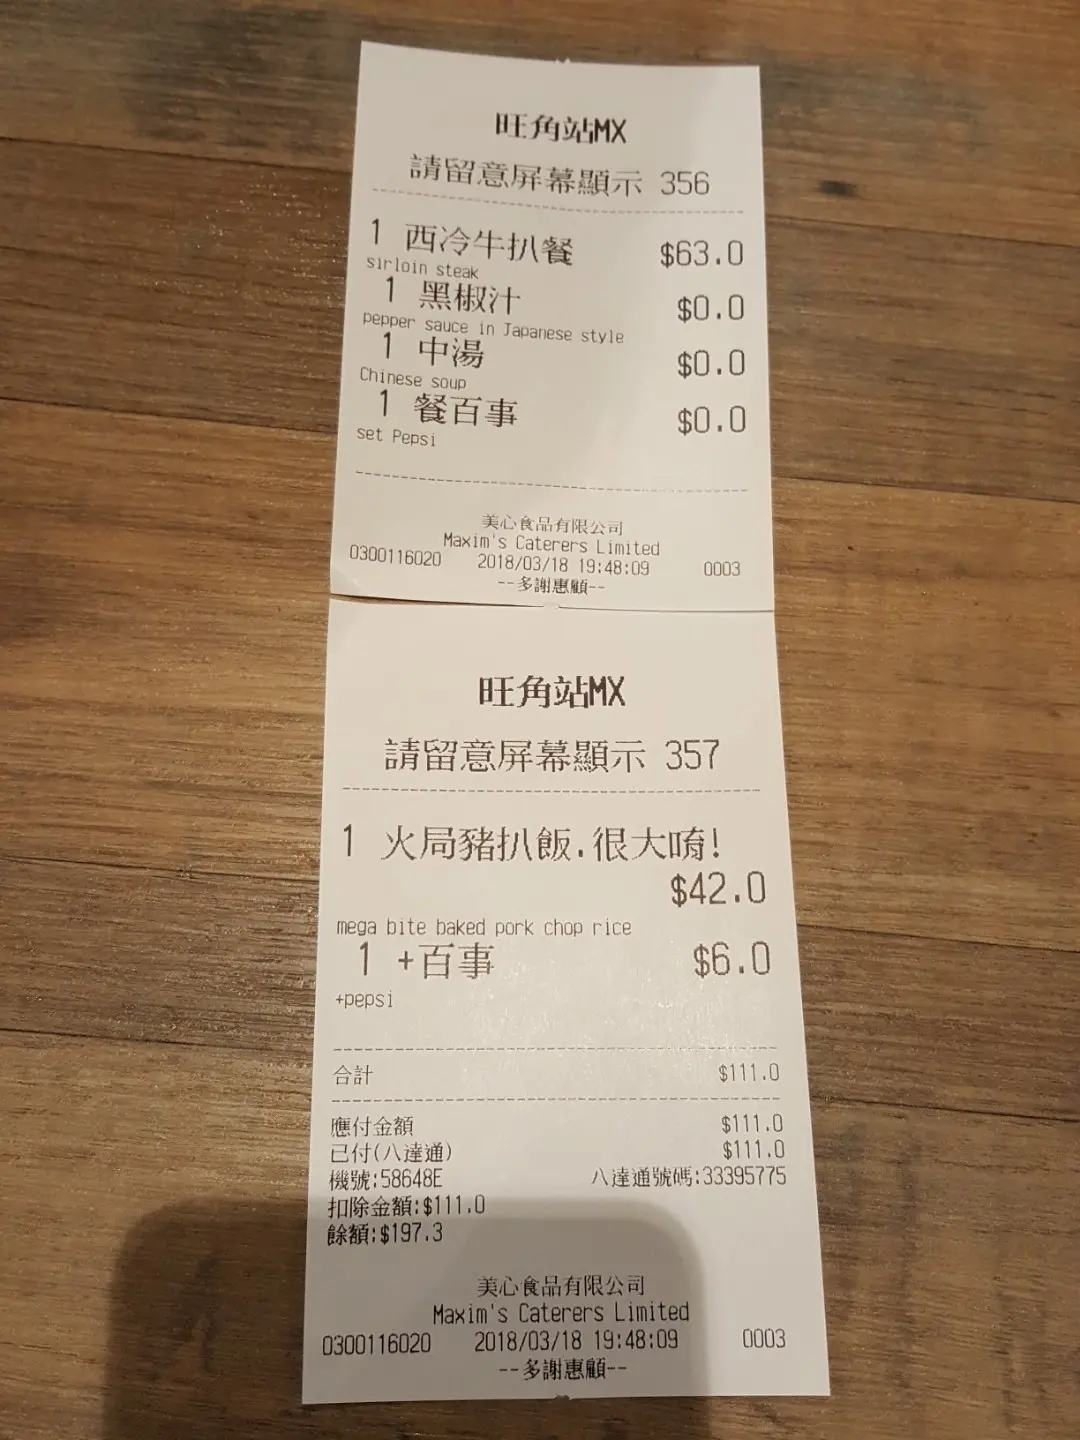 旺角站MX
請留意屏幕顯示 356
1 西冷牛扒餐 $63.0
sirloin steak
1 黑椒汁 $0.0
pepper sauce in Japanese style
1 中湯 $0.0
Chinese soup
1 餐百事 $0.0
set Pepsi
美心食品有限公司
Maxim's Caterers Limited
0300116020 2018/03/18 19:48:09 0003
--多謝惠顧--
旺角站MX
請留意屏幕顯示 357
1 火局豬扒飯.很大唷!
$42.0
mega bite baked pork chop rice
1 +百事 $6.0
+pepsi
合計 $111.0
應付金額 $111.0
已付(八達通) $111.0
機號:58648E 八達通號碼:33395775
扣除金額:$111.0
餘額:$197.3
美心食品有限公司
Maxim's Caterers Limited
0300116020 2018/03/18 19:48:09 0003
--多謝惠顧--